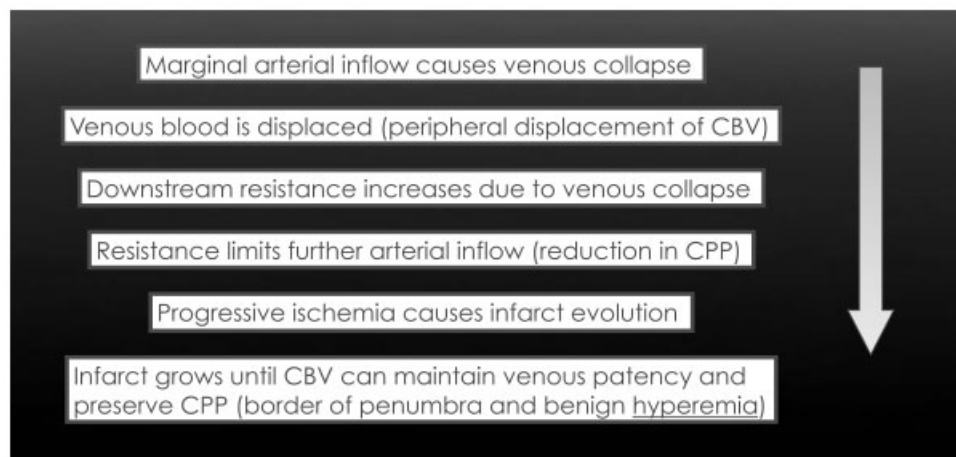 Marginal arterial inflow causes venous collapse
Venous blood is displaced (peripheral displacement of CBV)
Downstream resistance increases due to venous collapse
Resistance limits further arterial inflow (reduction in CPP)
Progressive ischemia causes infarct evolution
Infarct grows until CBV can maintain venous patency and
preserve CPP (border of penumbra and benign hyperemia)